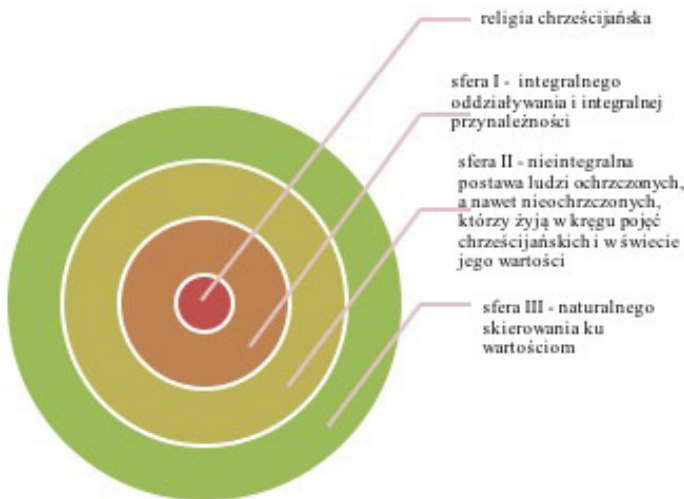 religia chrześcijańska
sfera I - integralnego
oddziaływania i integralnej
przynależności
sfera II - nieintegralna
postawa ludzi ochrzczonych,
a nawet nieochrzczonych,
którzy żyją w kręgu pojęć
chrześcijańskich i w świecie
jego wartości
sfera III - naturalnego
skierowania ku
wartościom